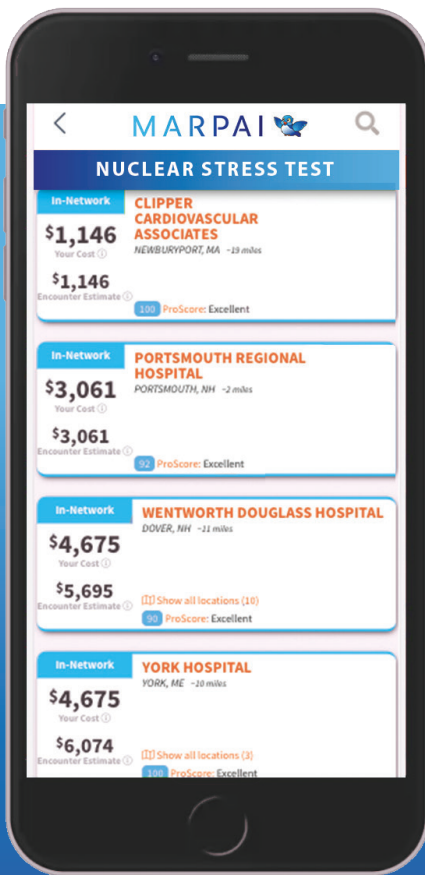 MARPAI
NUCLEAR STRESS TEST
In-Network
$1,146
Your Cost
$1,146
Encounter Estimate
CLIPPER
CARDIOVASCULAR
ASSOCIATES
NEWBURYPORT, MA ~19 miles
100 ProScore: Excellent
In-Network
$3,061
Your Cost
$3,061
Encounter Estimate
PORTSMOUTH REGIONAL
HOSPITAL
PORTSMOUTH, NH ~2 miles
92 ProScore: Excellent
In-Network
$4,675
Your Cost
$5,695
Encounter Estimate
WENTWORTH DOUGLASS HOSPITAL
DOVER, NH ~11 miles
Show all locations (10)
90 ProScore: Excellent
In-Network
$4,675
Your Cost
$6,074
Encounter Estimate
YORK HOSPITAL
YORK, ME ~10 miles
Show all locations (3)
100 ProScore: Excellent